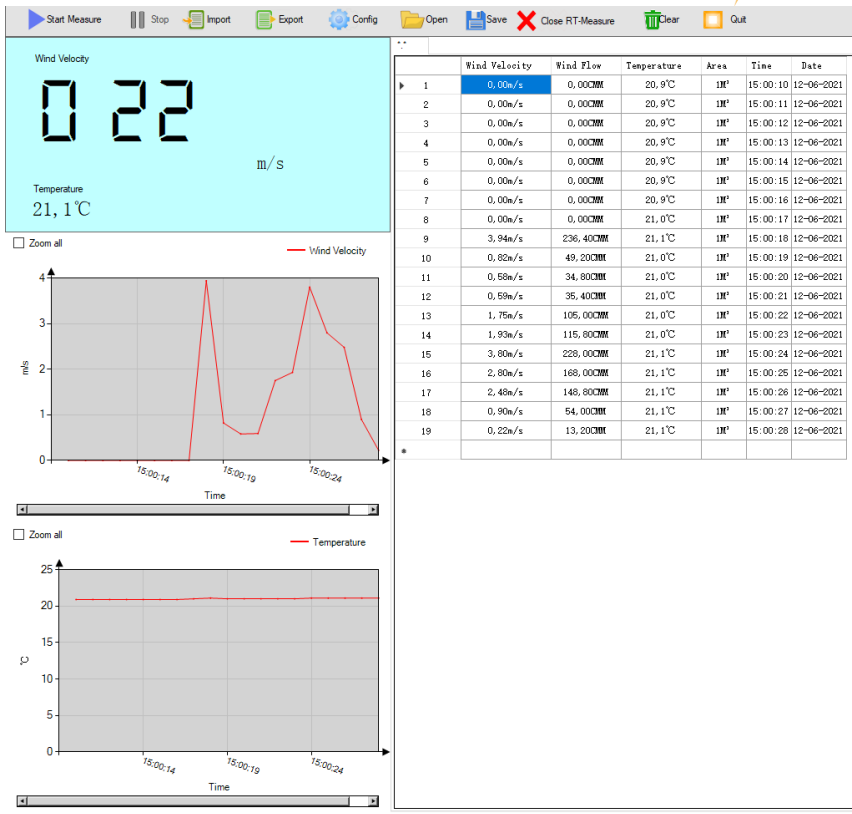 Start Measure Stop Import Export Config Open Save Close RT-Measure Clear Quit
Wind Velocity
0 22
m/s
Temperature
21,1℃
Zoom all
Wind Velocity
4
3
m/s
2
1
0
15:00:14 15:00:19 15:00:24
Time
Zoom all
Temperature
25
20
15
℃
10
5
0
15:00:14 15:00:19 15:00:24
Time
Wind Velocity Wind Flow Temperature Area Time Date
1 0,00m/s 0,00CMM 20,9℃ 1M² 15:00:10 12-06-2021
2 0,00m/s 0,00CMM 20,9℃ 1M² 15:00:11 12-06-2021
3 0,00m/s 0,00CMM 20,9℃ 1M² 15:00:12 12-06-2021
4 0,00m/s 0,00CMM 20,9℃ 1M² 15:00:13 12-06-2021
5 0,00m/s 0,00CMM 20,9℃ 1M² 15:00:14 12-06-2021
6 0,00m/s 0,00CMM 20,9℃ 1M² 15:00:15 12-06-2021
7 0,00m/s 0,00CMM 20,9℃ 1M² 15:00:16 12-06-2021
8 0,00m/s 0,00CMM 21,0℃ 1M² 15:00:17 12-06-2021
9 3,94m/s 236,40CMM 21,1℃ 1M² 15:00:18 12-06-2021
10 0,82m/s 49,20CMM 21,0℃ 1M² 15:00:19 12-06-2021
11 0,58m/s 34,80CMM 21,0℃ 1M² 15:00:20 12-06-2021
12 0,59m/s 35,40CMM 21,0℃ 1M² 15:00:21 12-06-2021
13 1,75m/s 105,00CMM 21,0℃ 1M² 15:00:22 12-06-2021
14 1,93m/s 115,80CMM 21,0℃ 1M² 15:00:23 12-06-2021
15 3,80m/s 228,00CMM 21,1℃ 1M² 15:00:24 12-06-2021
16 2,80m/s 168,00CMM 21,1℃ 1M² 15:00:25 12-06-2021
17 2,48m/s 148,80CMM 21,1℃ 1M² 15:00:26 12-06-2021
18 0,90m/s 54,00CMM 21,1℃ 1M² 15:00:27 12-06-2021
19 0,22m/s 13,20CMM 21,1℃ 1M² 15:00:28 12-06-2021
*